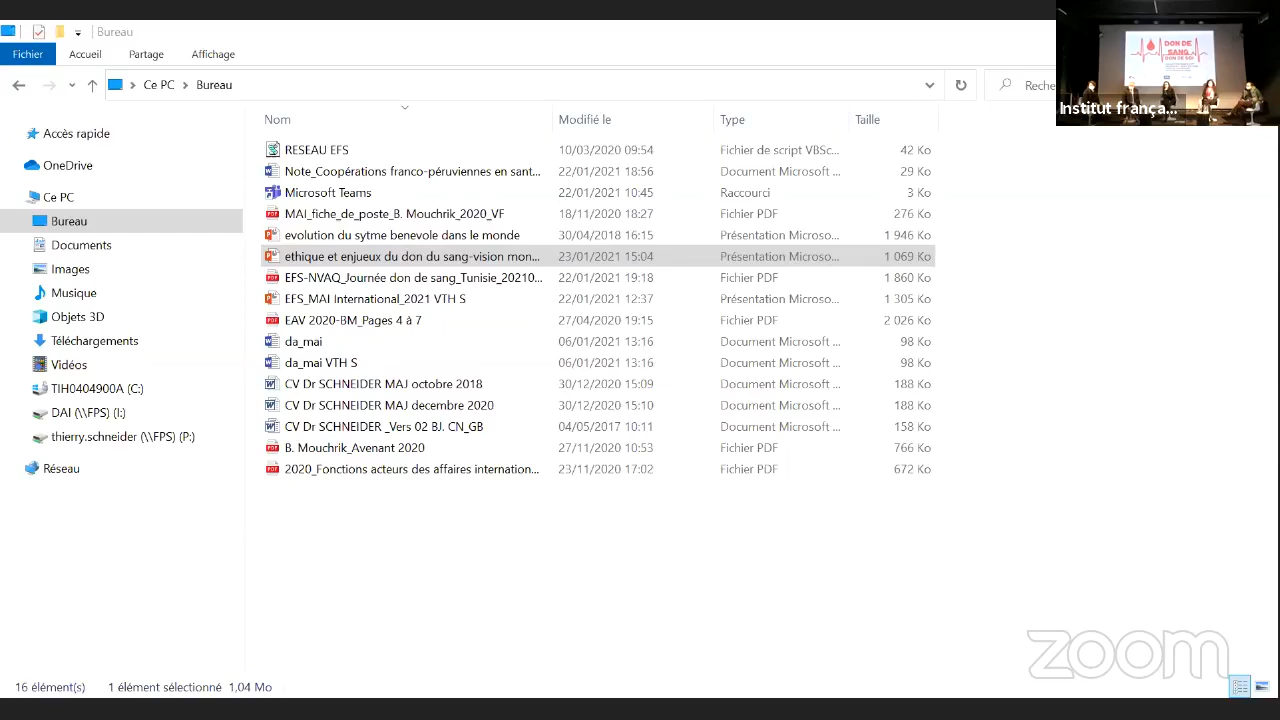 Bureau
Fichier Accueil Partage Affichage
Ce PC Bureau
Reche
Institut frança...
DON DE
SANG
DON DE SOI
Nom Modifié le Type Taille
Accès rapide
OneDrive
Ce PC
Bureau
Documents
Images
Musique
Objets 3D
Téléchargements
Vidéos
TIH0404900A (C:)
DAI (\\FPS) (I:)
thierry.schneider (\\FPS) (P:)
Réseau
RESEAU EFS 10/03/2020 09:54 Fichier de script VBSc... 42 Ko
Note_Coopérations franco-péruviennes en sant... 22/01/2021 18:56 Document Microsoft ... 29 Ko
Microsoft Teams 22/01/2021 10:45 Raccourci 3 Ko
MAI_fiche_de_poste_B. Mouchrik_2020_VF 18/11/2020 18:27 Fichier PDF 276 Ko
evolution du sytme benevole dans le monde 30/04/2018 16:15 Présentation Microso... 1 946 Ko
ethique et enjueux du don du sang-vision mon... 23/01/2021 15:04 Présentation Microso... 1 069 Ko
EFS-NVAQ_Journée don de sang_Tunisie_20210... 22/01/2021 19:18 Fichier PDF 1 860 Ko
EFS_MAI International_2021 VTH S 22/01/2021 12:37 Présentation Microso... 1 305 Ko
EAV 2020-BM_Pages 4 à 7 27/04/2020 19:15 Fichier PDF 2 026 Ko
da_mai 06/01/2021 13:16 Document Microsoft ... 98 Ko
da_mai VTH S 06/01/2021 13:16 Document Microsoft ... 98 Ko
CV Dr SCHNEIDER MAJ octobre 2018 30/12/2020 15:09 Document Microsoft ... 188 Ko
CV Dr SCHNEIDER MAJ decembre 2020 30/12/2020 15:10 Document Microsoft ... 188 Ko
CV Dr SCHNEIDER _Vers 02 BJ. CN_GB 04/05/2017 10:11 Document Microsoft ... 158 Ko
B. Mouchrik_Avenant 2020 27/11/2020 10:53 Fichier PDF 766 Ko
2020_Fonctions acteurs des affaires internation... 23/11/2020 17:02 Fichier PDF 672 Ko
zoom
16 élément(s) 1 élément sélectionné 1,04 Mo